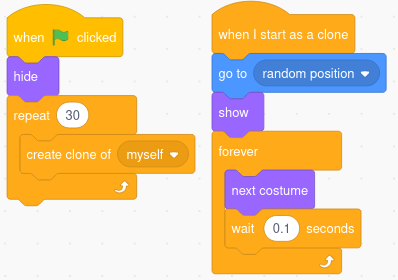 when clicked
hide
repeat 30
create clone of myself
when I start as a clone
go to random position
show
forever
next costume
wait 0.1 seconds